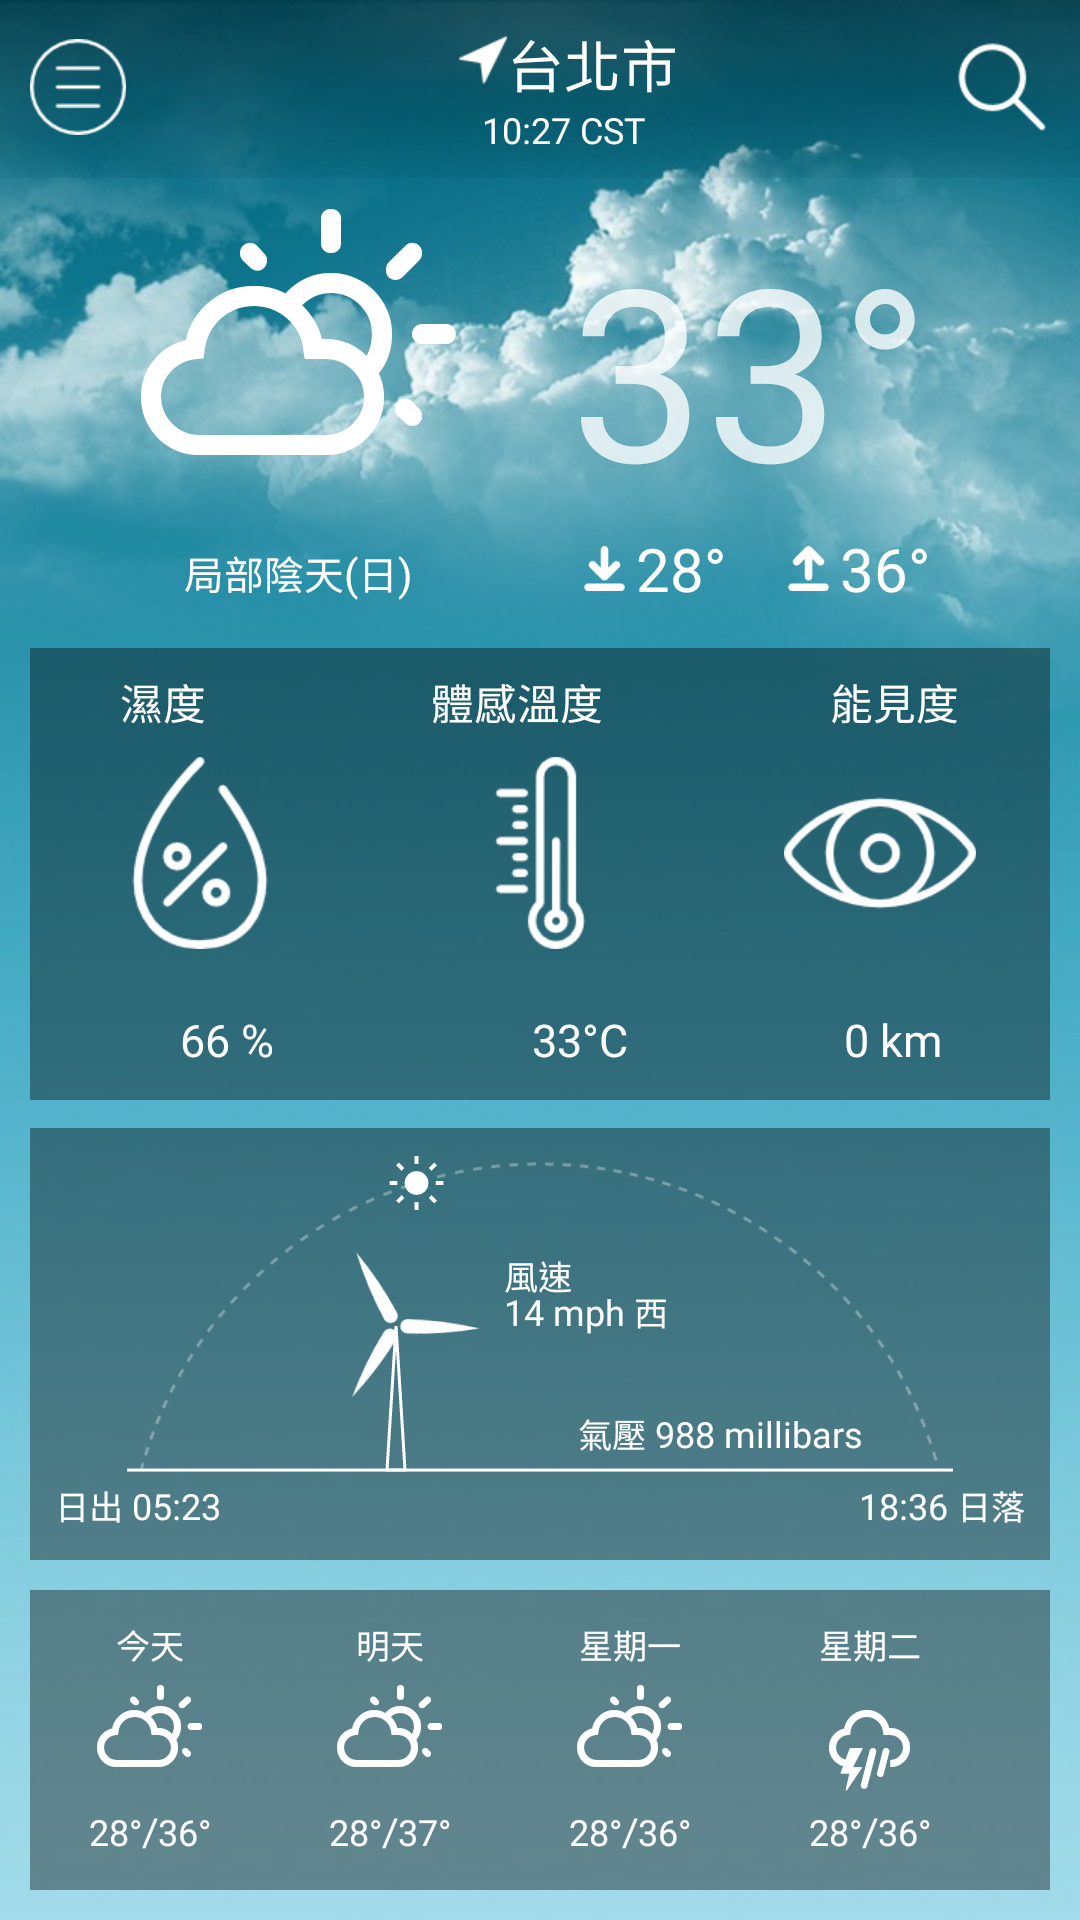 台北市
10:27 CST
33°
局部陰天(日)
28° 36°
濕度 體感溫度 能見度
66 % 33°C 0 km
風速
14 mph 西
氣壓 988 millibars
日出 05:23 18:36 日落
今天 明天 星期一 星期二
28°/36° 28°/37° 28°/36° 28°/36°